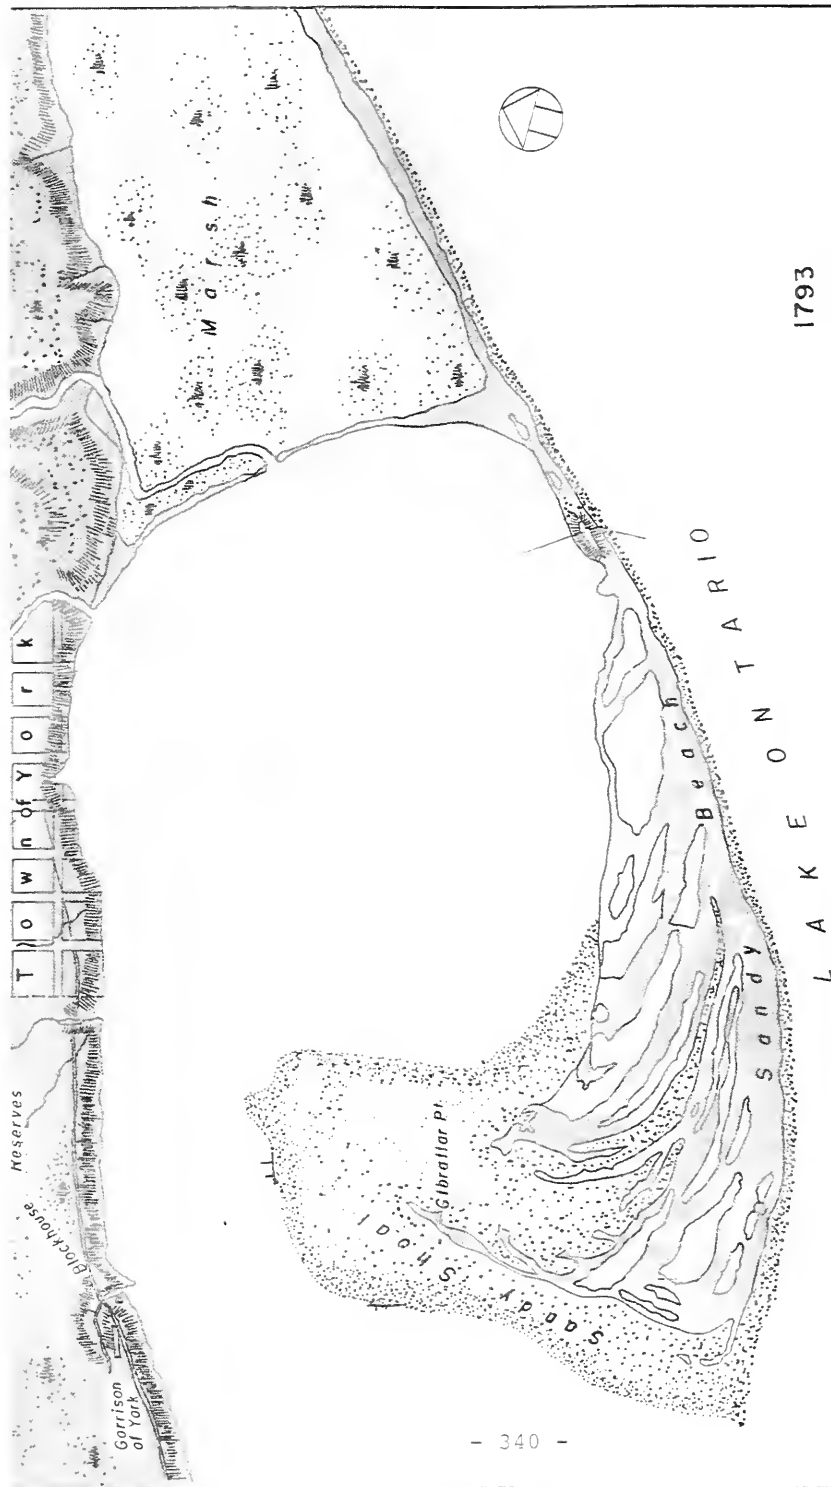 Reserves
Blockhouse
Garrison
of York
Town of York
Marsh
Gibraltar Pt.
Sandy Shoal
Sandy Beach
LAKE ONTARIO
1793
- 340 -